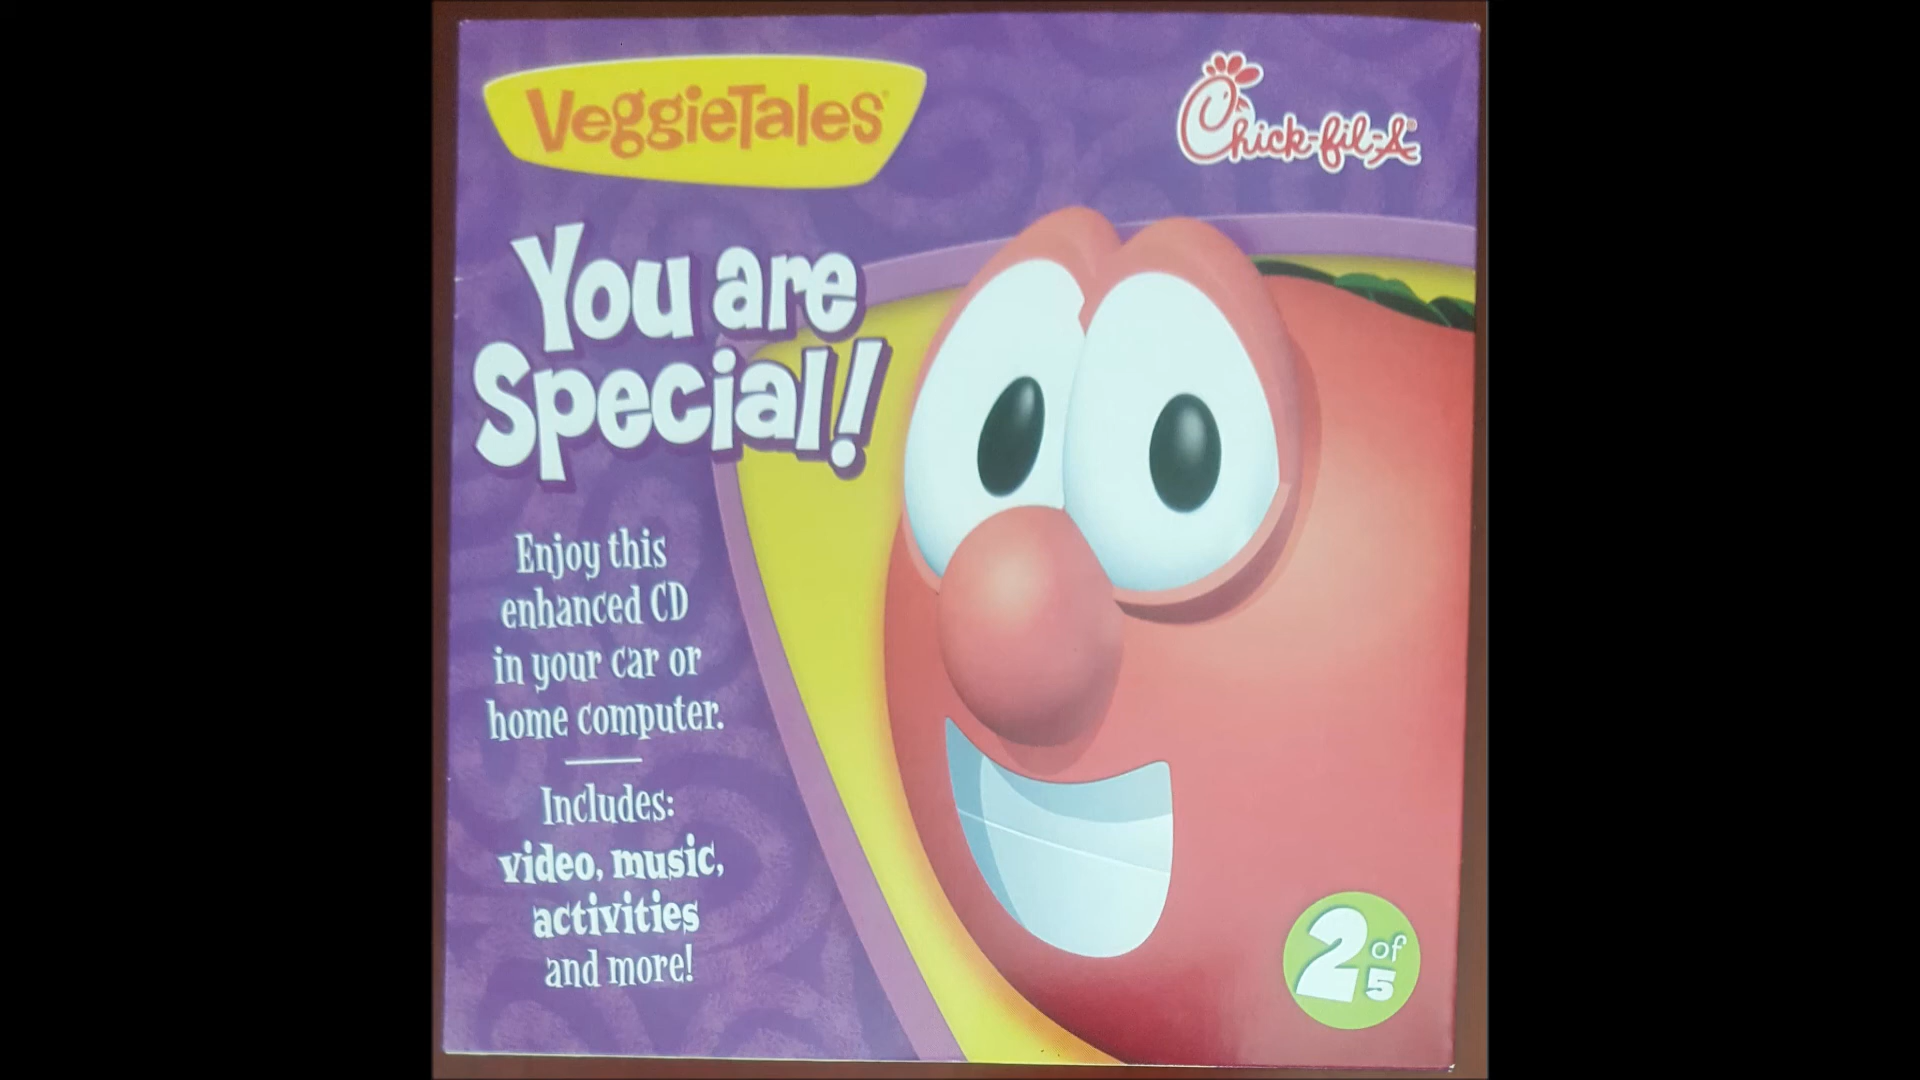 VeggieTales®
Chick-fil-A®
You are
Special!
Enjoy this
enhanced CD
in your car or
home computer.
Includes:
video, music,
activities
and more!
2 of 5